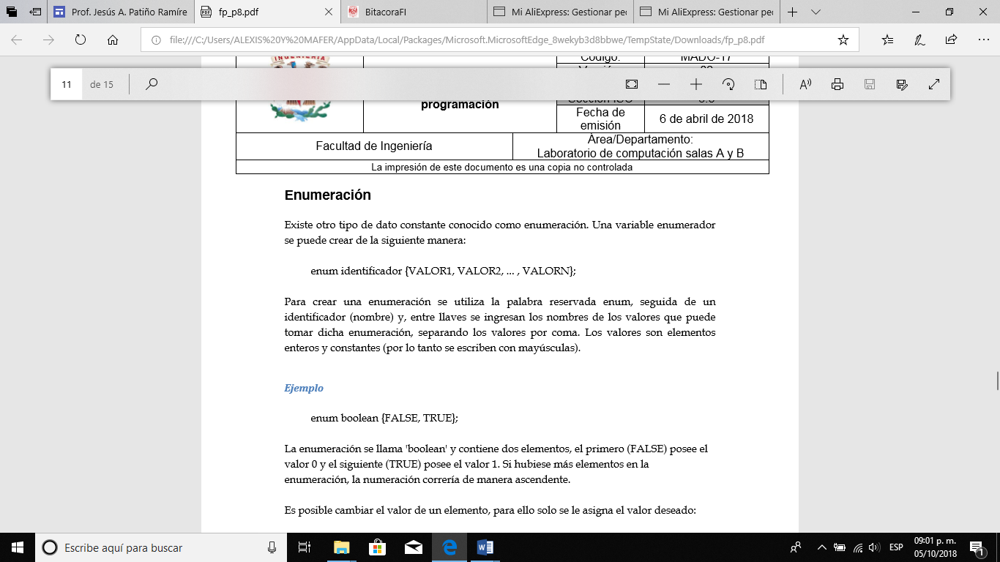 Prof. Jesús A. Patiño Ramíre
fp_p8.pdf
BitacoraFI
Mi AliExpress: Gestionar pec
Mi AliExpress: Gestionar pec
file:///C:/Users/ALEXIS%20Y%20MAFER/AppData/Local/Packages/Microsoft.MicrosoftEdge_8wekyb3d8bbwe/TempState/Downloads/fp_p8.pdf
INGENIERÍA
Código: MADO-17
11 de 15
programación
Fecha de emisión
6 de abril de 2018
Facultad de Ingeniería
Área/Departamento:
Laboratorio de computación salas A y B
La impresión de este documento es una copia no controlada
Enumeración
Existe otro tipo de dato constante conocido como enumeración. Una variable enumerador
se puede crear de la siguiente manera:
enum identificador {VALOR1, VALOR2, ... , VALORN};
Para crear una enumeración se utiliza la palabra reservada enum, seguida de un
identificador (nombre) y, entre llaves se ingresan los nombres de los valores que puede
tomar dicha enumeración, separando los valores por coma. Los valores son elementos
enteros y constantes (por lo tanto se escriben con mayúsculas).
Ejemplo
enum boolean {FALSE, TRUE};
La enumeración se llama 'boolean' y contiene dos elementos, el primero (FALSE) posee el
valor 0 y el siguiente (TRUE) posee el valor 1. Si hubiese más elementos en la
enumeración, la numeración correría de manera ascendente.
Es posible cambiar el valor de un elemento, para ello solo se le asigna el valor deseado:
Escribe aquí para buscar
ESP
09:01 p. m.
05/10/2018
1